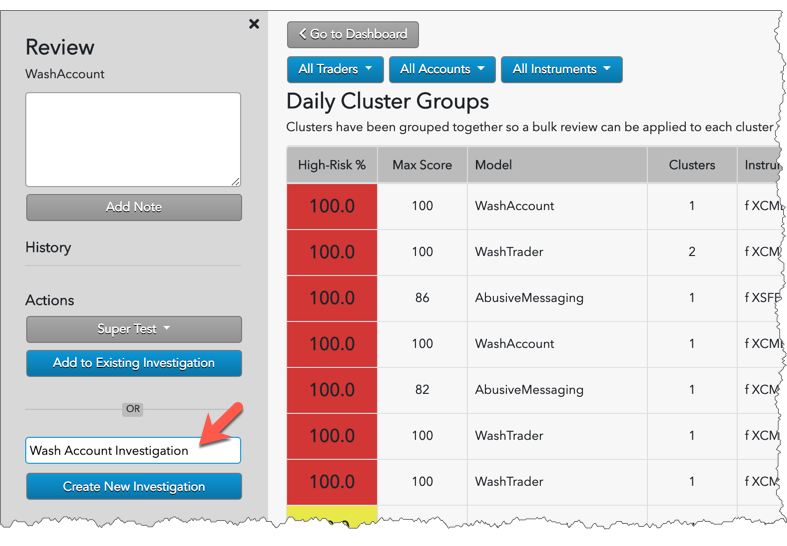 Review
WashAccount
Add Note
History
Actions
Super Test
Add to Existing Investigation
OR
Wash Account Investigation
Create New Investigation
Go to Dashboard
All Traders
All Accounts
All Instruments
Daily Cluster Groups
Clusters have been grouped together so a bulk review can be applied to each cluster
High-Risk % Max Score Model Clusters
100.0 100 WashAccount 1 f XCM
100.0 100 WashTrader 2 f XCM
100.0 86 AbusiveMessaging 1 f XSFE
100.0 100 WashAccount 1 f XCM
100.0 82 AbusiveMessaging 1 f XCM
100.0 100 WashTrader 1 f XCM
100.0 100 WashTrader 1 f XCM